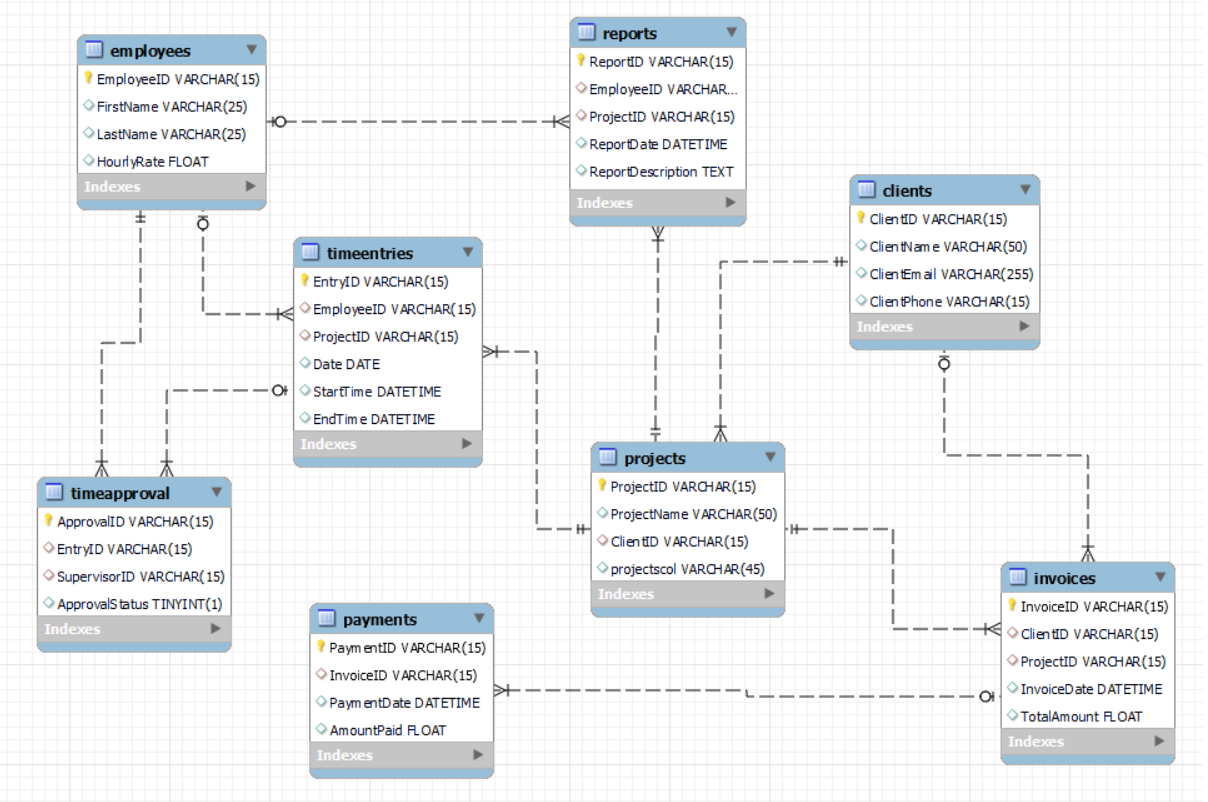 employees
EmployeeID VARCHAR(15)
FirstName VARCHAR(25)
LastName VARCHAR(25)
HourlyRate FLOAT
Indexes
reports
ReportID VARCHAR(15)
EmployeeID VARCHAR...
ProjectID VARCHAR(15)
ReportDate DATETIME
ReportDescription TEXT
Indexes
clients
ClientID VARCHAR(15)
ClientName VARCHAR(50)
ClientEmail VARCHAR(255)
ClientPhone VARCHAR(15)
Indexes
timeentries
EntryID VARCHAR(15)
EmployeeID VARCHAR(15)
ProjectID VARCHAR(15)
Date DATE
StartTime DATETIME
EndTime DATETIME
Indexes
projects
ProjectID VARCHAR(15)
ProjectName VARCHAR(50)
ClientID VARCHAR(15)
projectscol VARCHAR(45)
Indexes
timeapproval
ApprovalID VARCHAR(15)
EntryID VARCHAR(15)
SupervisorID VARCHAR(15)
ApprovalStatus TINYINT(1)
Indexes
payments
PaymentID VARCHAR(15)
InvoiceID VARCHAR(15)
PaymentDate DATETIME
AmountPaid FLOAT
Indexes
invoices
InvoiceID VARCHAR(15)
ClientID VARCHAR(15)
ProjectID VARCHAR(15)
InvoiceDate DATETIME
TotalAmount FLOAT
Indexes